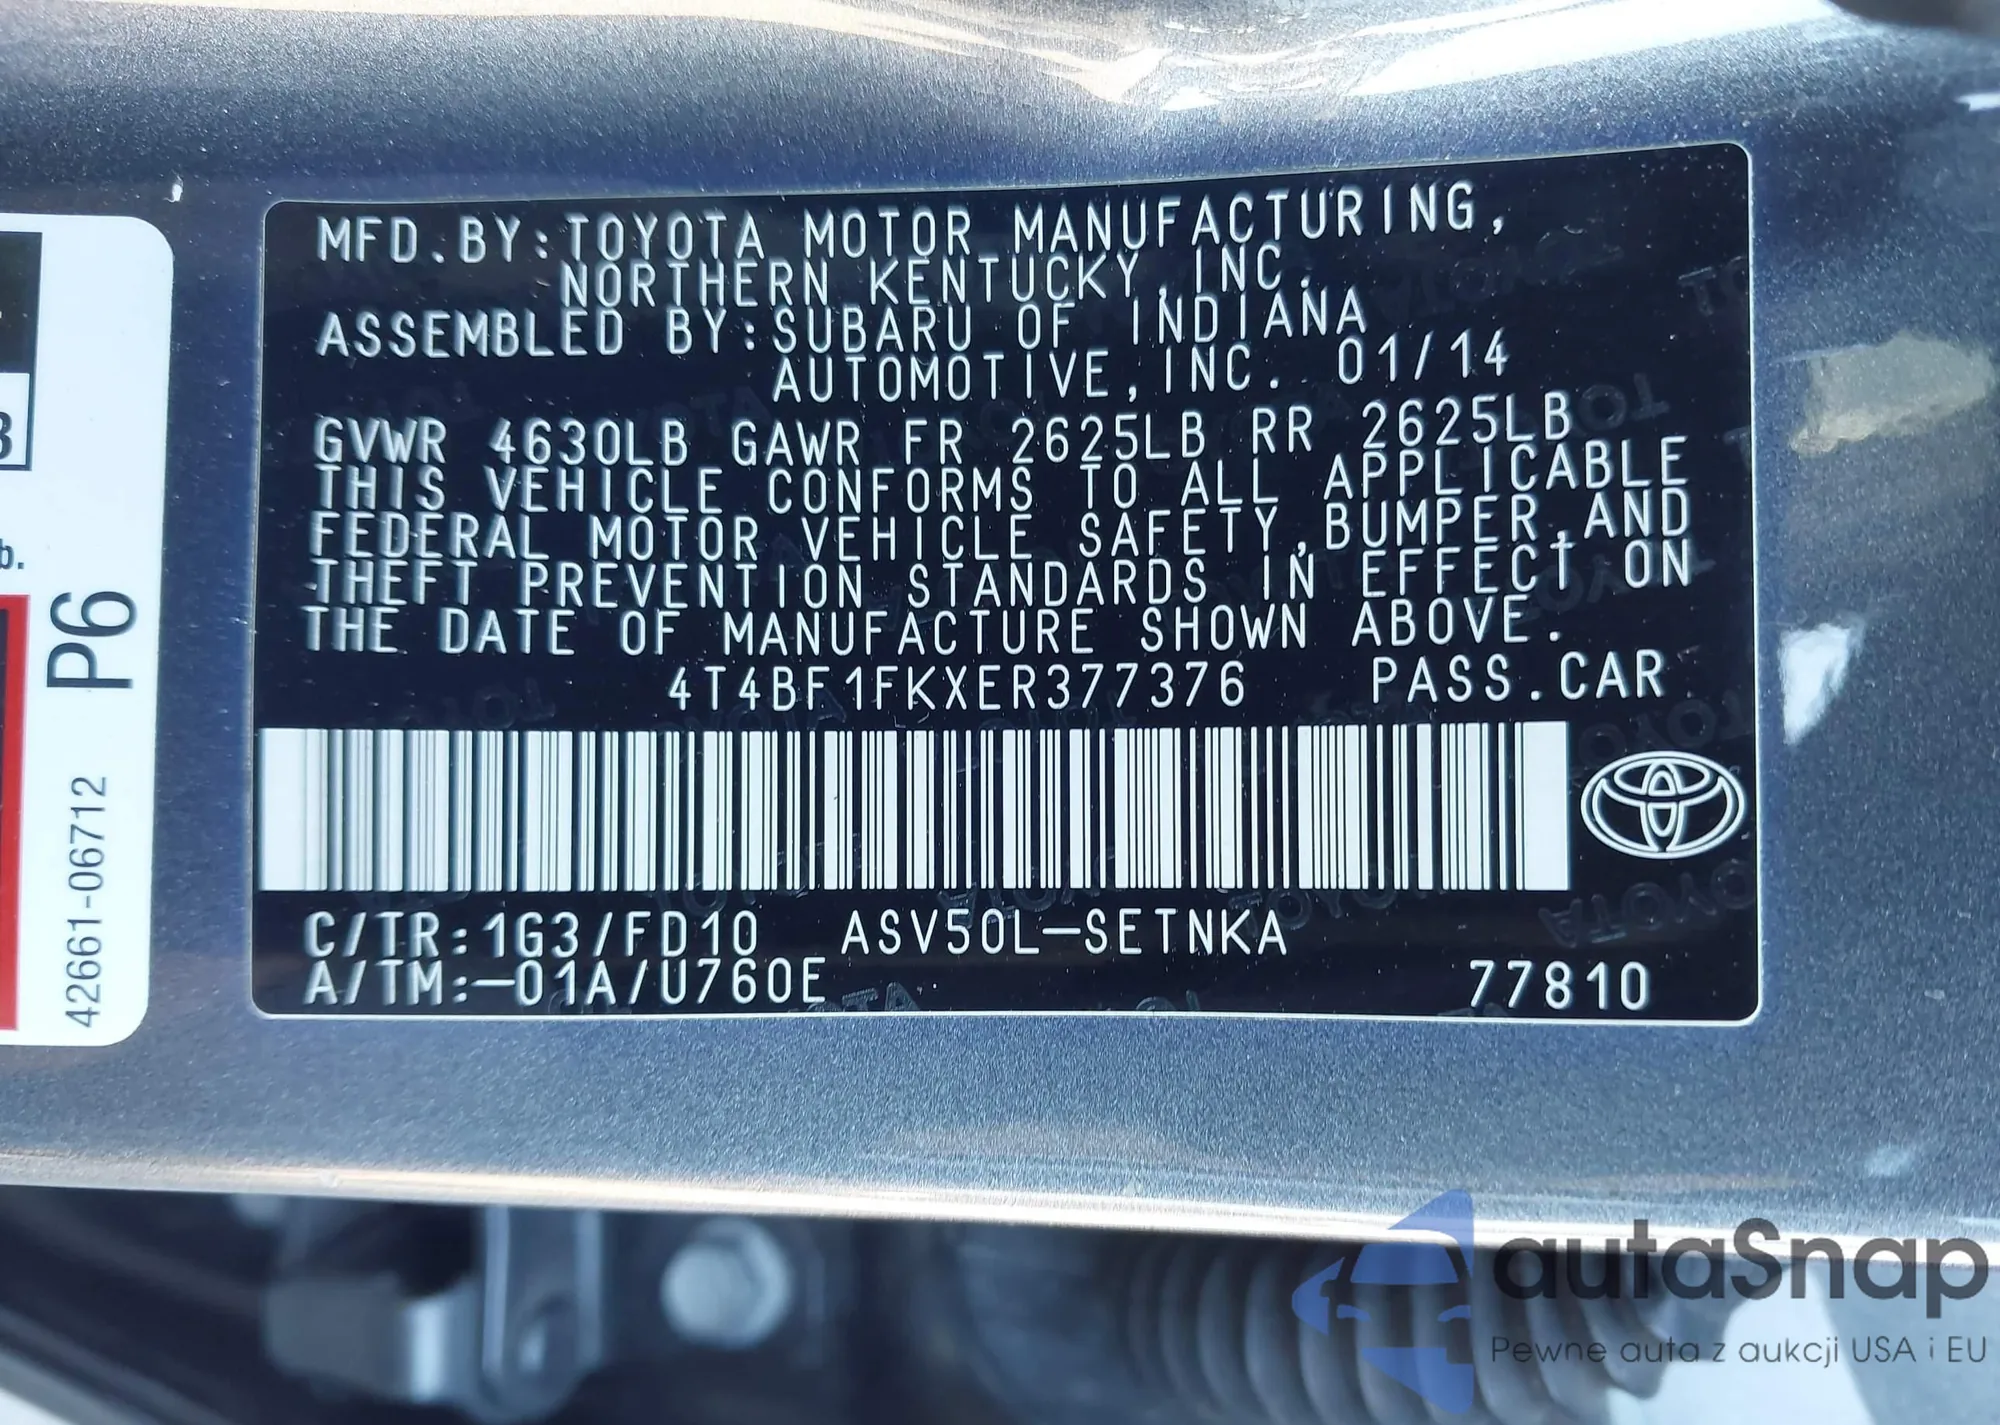 MFD.BY:TOYOTA MOTOR MANUFACTURING,
NORTHERN KENTUCKY,INC.
ASSEMBLED BY:SUBARU OF INDIANA
AUTOMOTIVE,INC. 01/14
GVWR 4630LB GAWR FR 2625LB RR 2625LB
THIS VEHICLE CONFORMS TO ALL APPLICABLE
FEDERAL MOTOR VEHICLE SAFETY,BUMPER,AND
THEFT PREVENTION STANDARDS IN EFFECT ON
THE DATE OF MANUFACTURE SHOWN ABOVE.
4T4BF1FKXER377376 PASS.CAR
C/TR:1G3/FD10 ASV50L-SETNKA
A/TM:-01A/U760E
77810
P6
42661-06712
autaSnap
Pewne auta z aukcji USA i EU